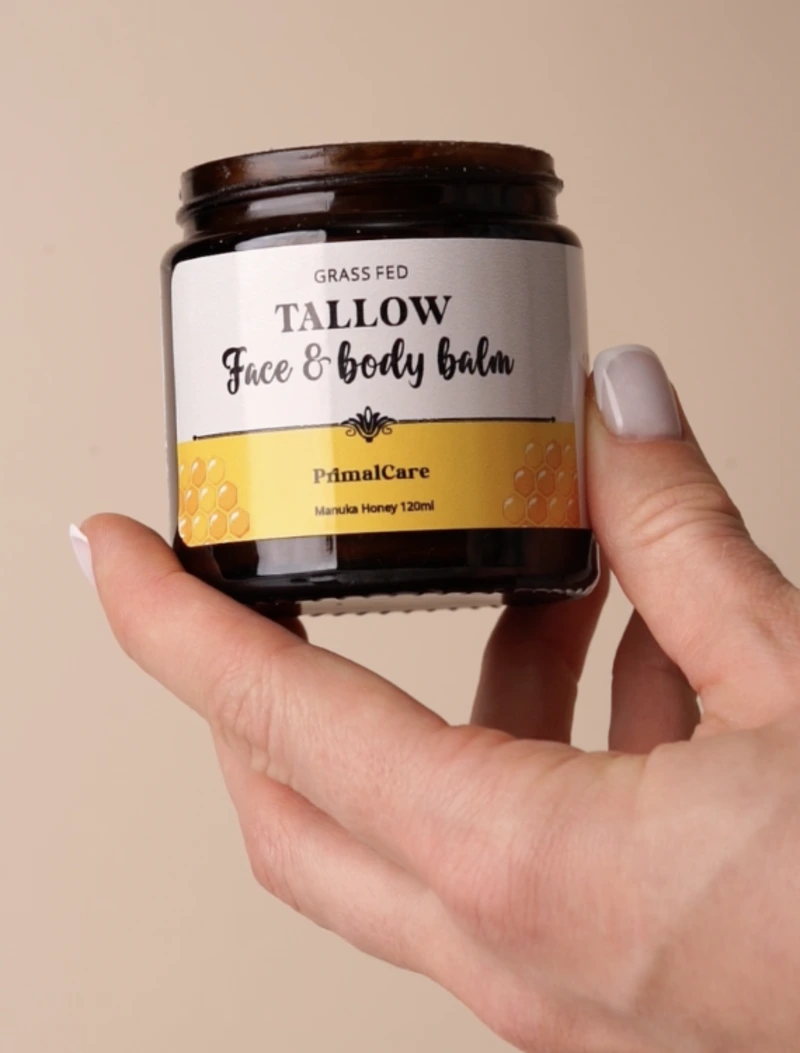 GRASS FED
TALLOW
Face & body balm
PrimalCare
Manuka Honey 120ml